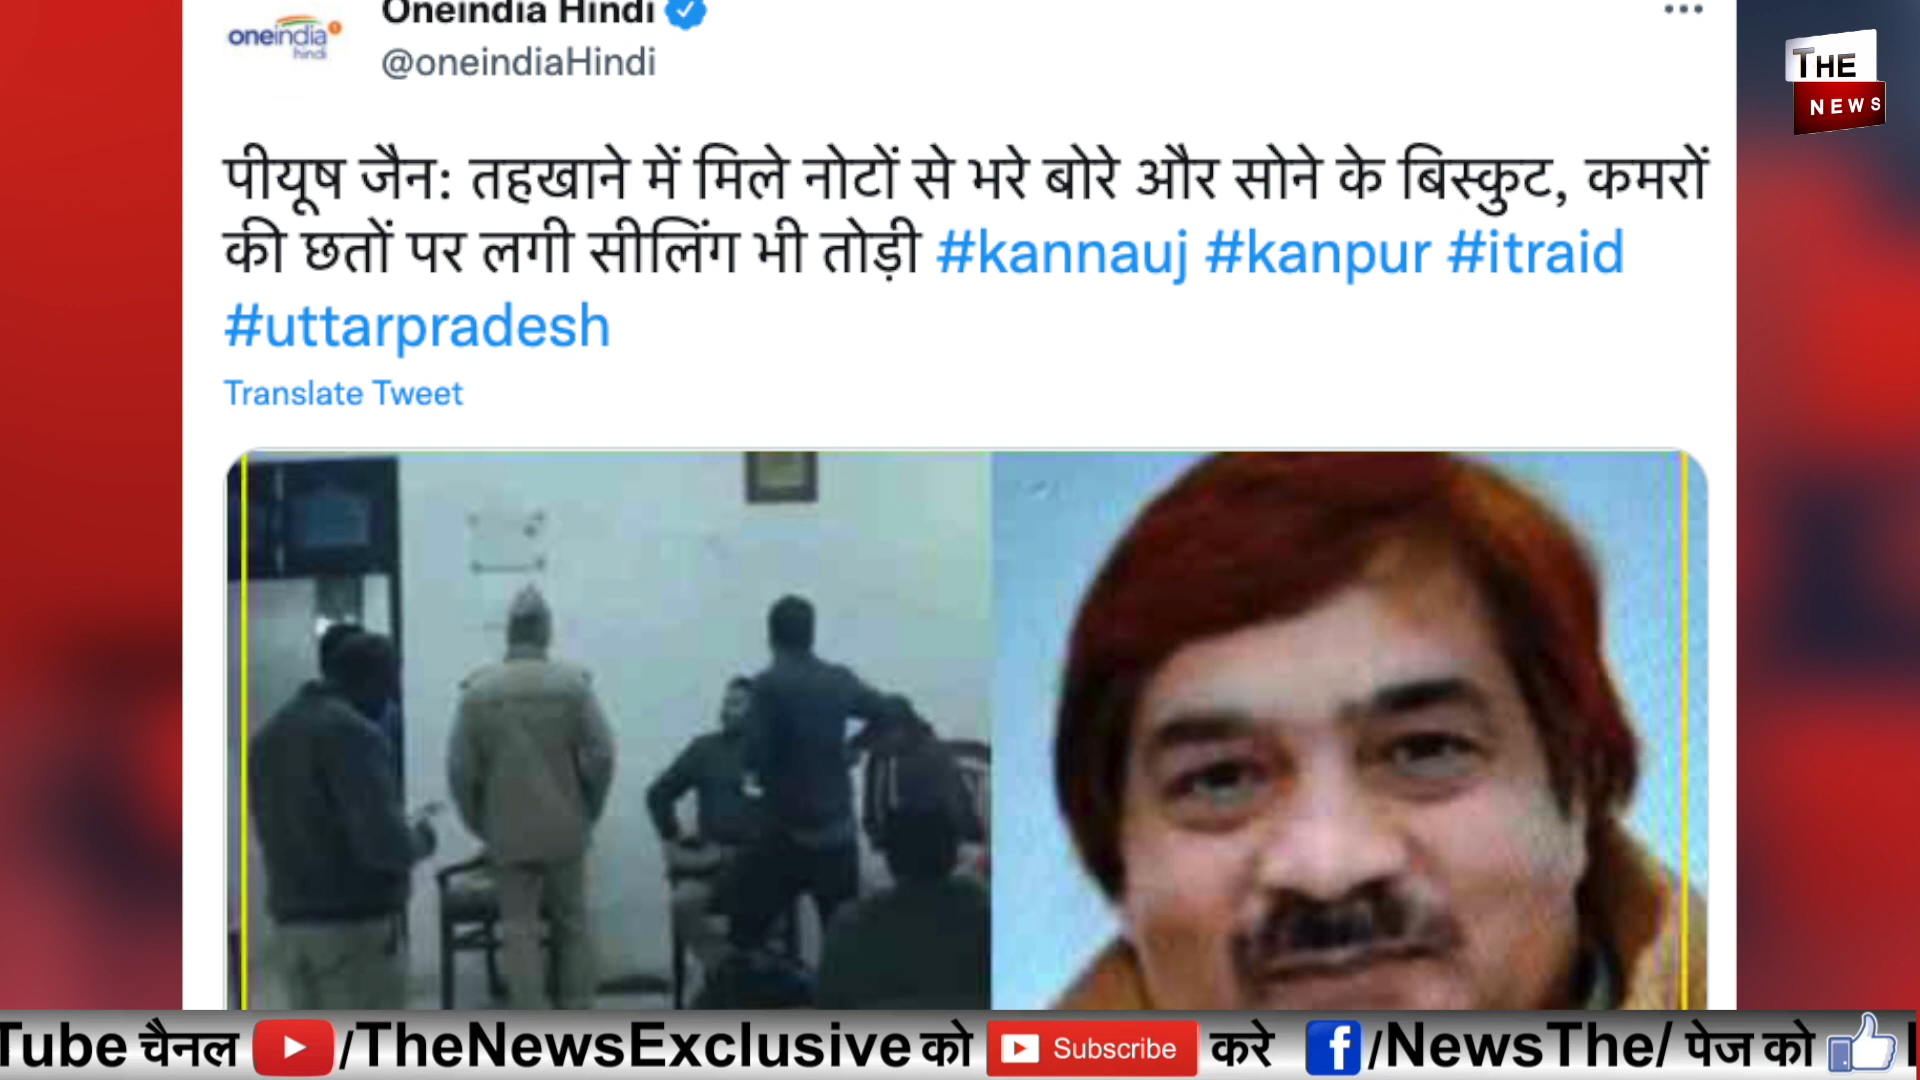 Oneindia Hindi
oneindia
hindi
@oneindiaHindi
THE
NEWS
पीयूष जैन: तहखाने में मिले नोटों से भरे बोरे और सोने के बिस्कुट, कमरों
की छतों पर लगी सीलिंग भी तोड़ी #kannauj #kanpur #itraid
#uttarpradesh
Translate Tweet
Tube चैनल /TheNewsExclusive को Subscribe करे f/NewsThe/ पेज को